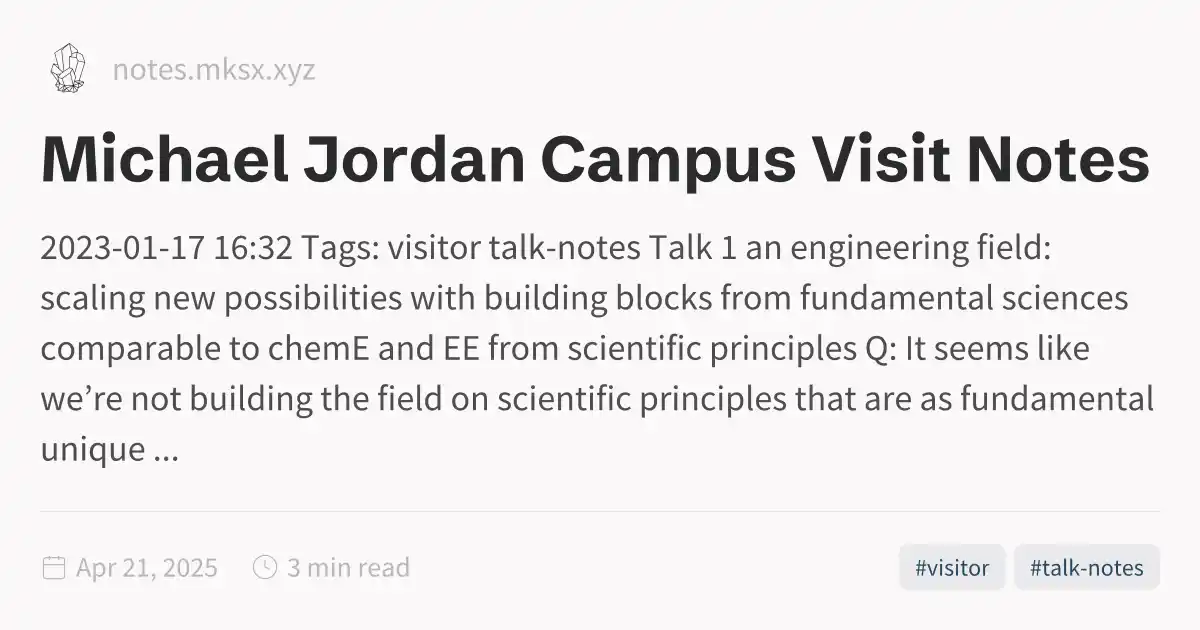 notes.mksx.xyz
Michael Jordan Campus Visit Notes
2023-01-17 16:32 Tags: visitor talk-notes Talk 1 an engineering field:
scaling new possibilities with building blocks from fundamental sciences
comparable to chemE and EE from scientific principles Q: It seems like
we’re not building the field on scientific principles that are as fundamental
unique ...
Apr 21, 2025 3 min read #visitor #talk-notes